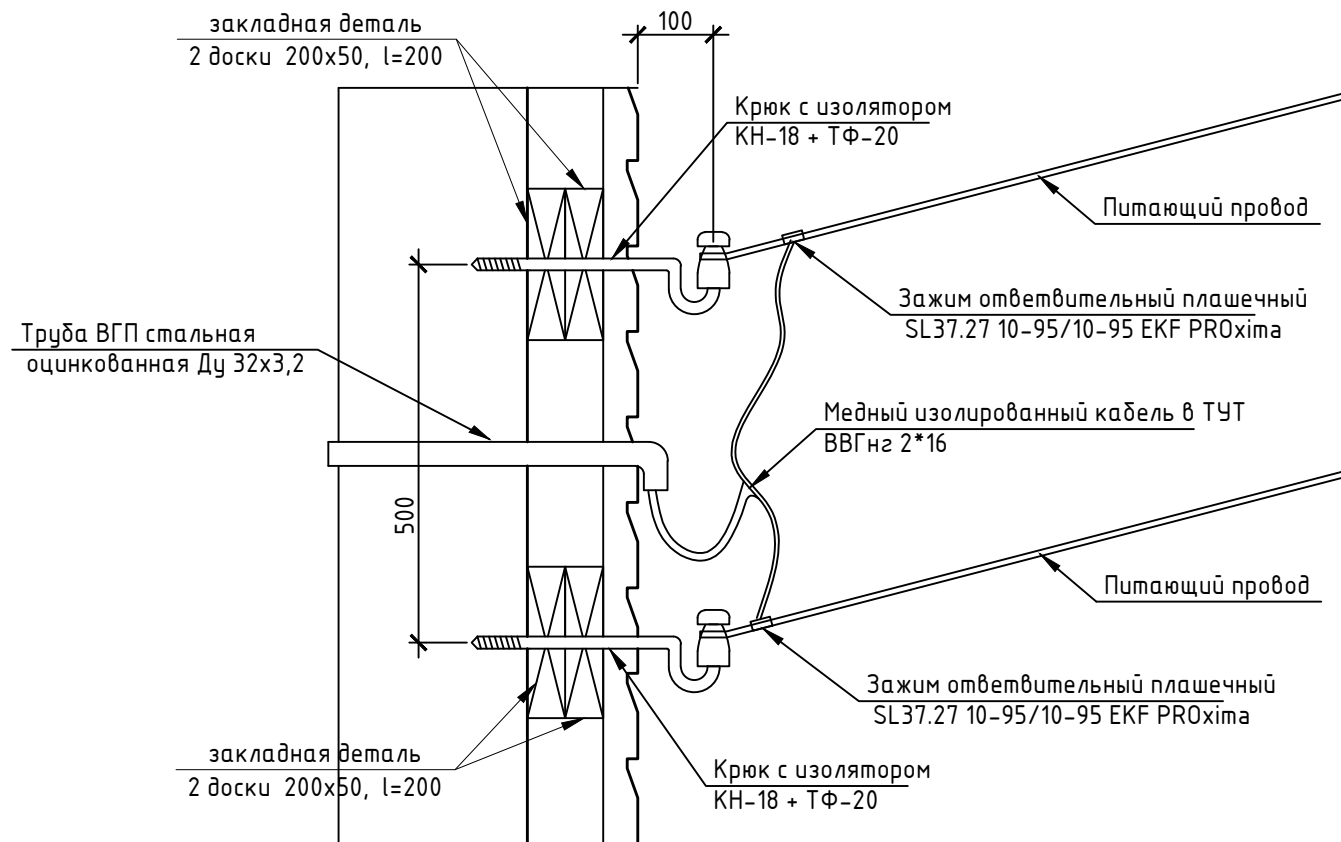 закладная деталь
2 доски 200х50, l=200
100
Крюк с изолятором
КН-18 + ТФ-20
Питающий провод
Зажим ответвительный плашечный
SL37.27 10-95/10-95 EKF PROxima
Труба ВГП стальная
оцинкованная Ду 32х3,2
Медный изолированный кабель в ТУТ
ВВГнг 2*16
500
Питающий провод
Зажим ответвительный плашечный
SL37.27 10-95/10-95 EKF PROxima
закладная деталь
2 доски 200х50, l=200
Крюк с изолятором
КН-18 + ТФ-20